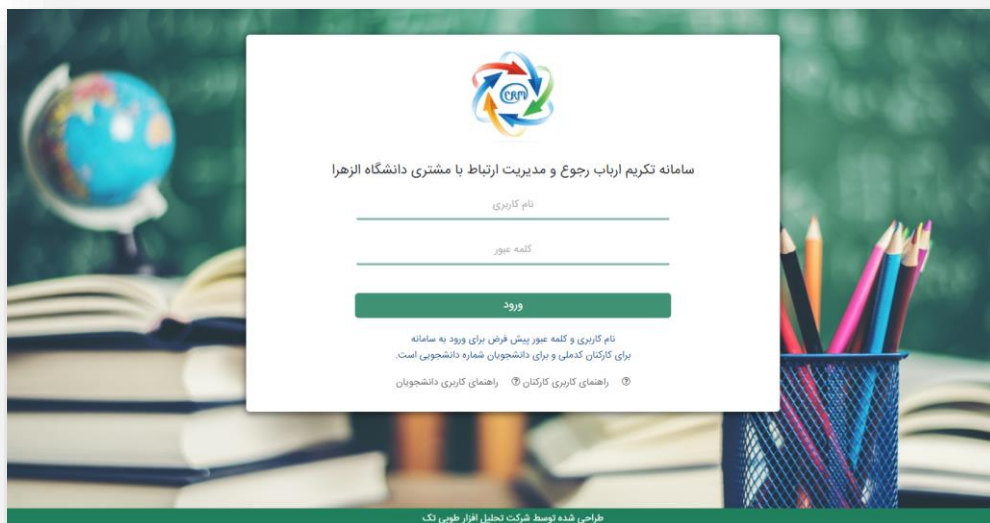 CRM
سامانه تکریم ارباب رجوع و مدیریت ارتباط با مشتری دانشگاه الزهرا
نام کاربری
کلمه عبور
ورود
نام کاربری و کلمه عبور پیش فرض برای ورود به سامانه
برای کارکنان کدملی و برای دانشجویان شماره دانشجویی است.
راهنمای کاربری کارکنان راهنمای کاربری دانشجویان
طراحی شده توسط شرکت تحلیل افزار طوبی تک